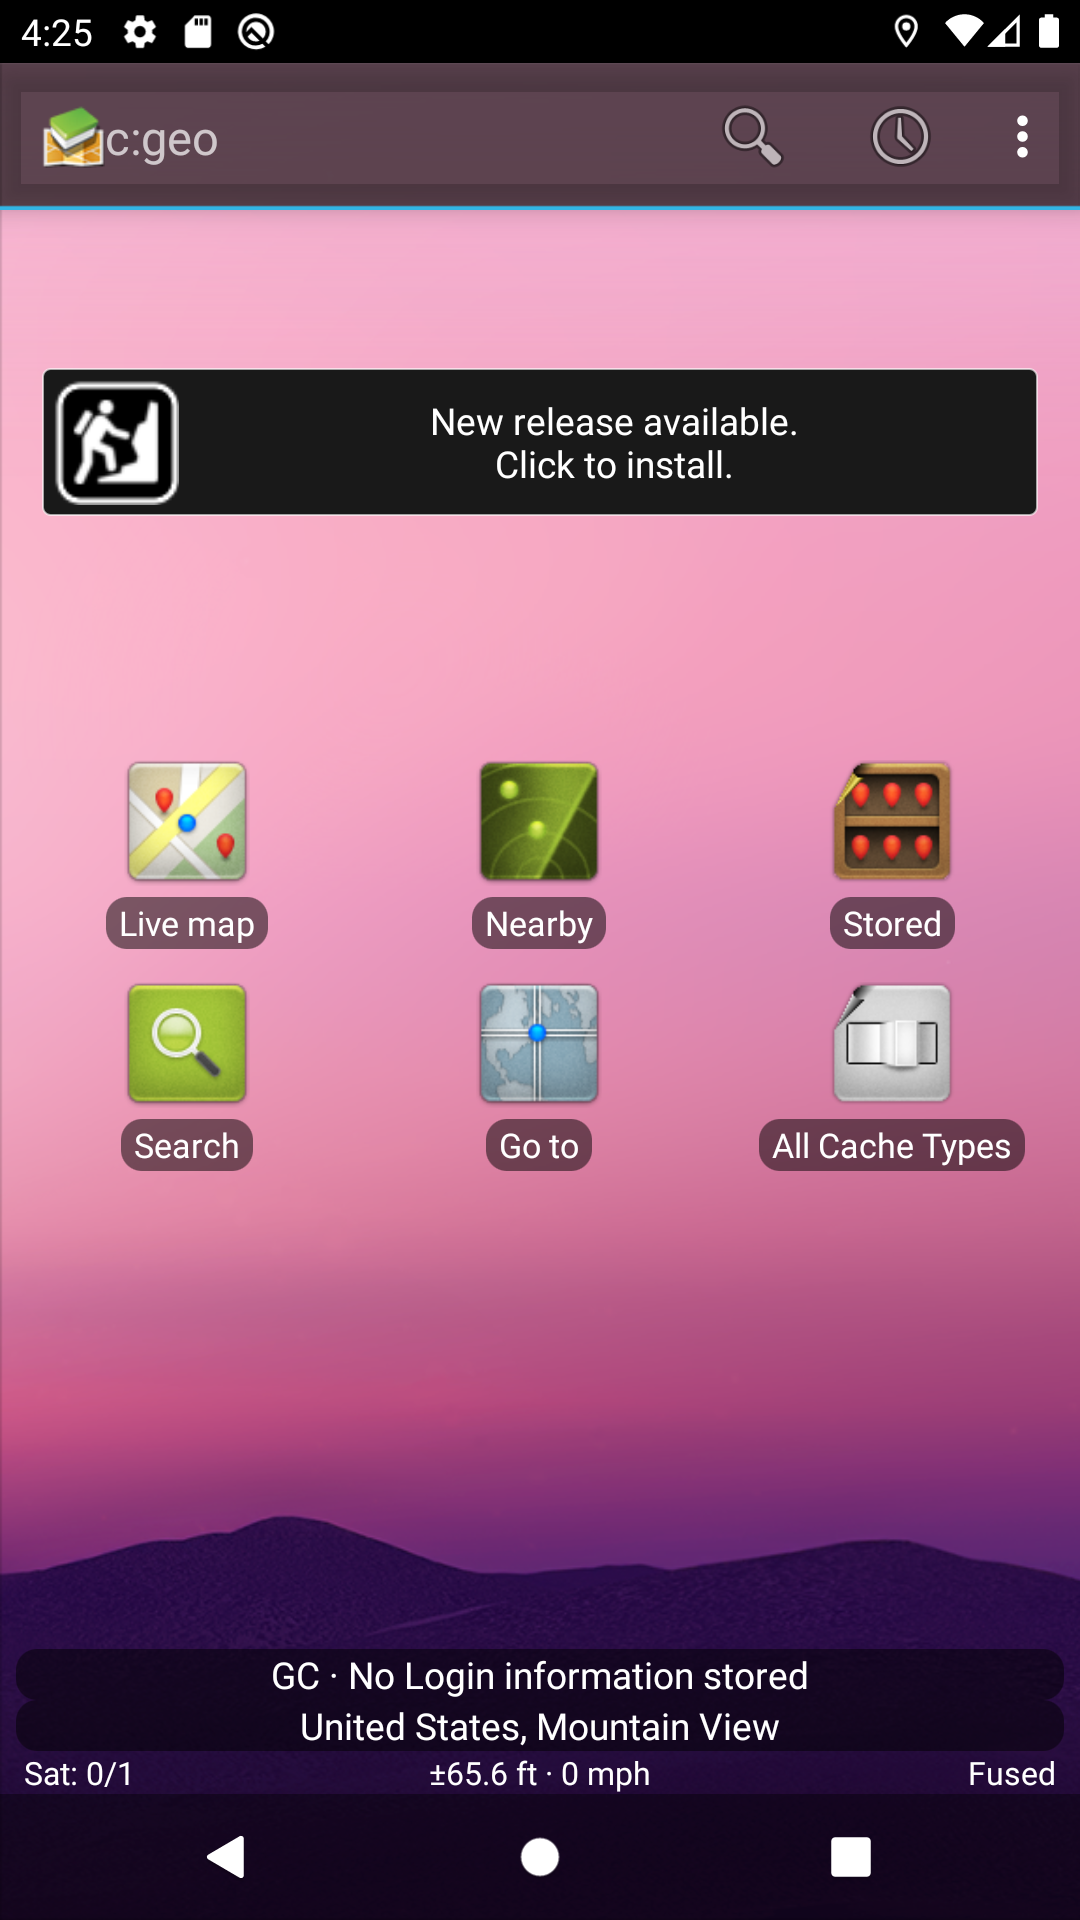 4:25
c:geo
New release available.
Click to install.
Live map
Nearby
Stored
Search
Go to
All Cache Types
GC · No Login information stored
United States, Mountain View
Sat: 0/1
±65.6 ft · 0 mph
Fused